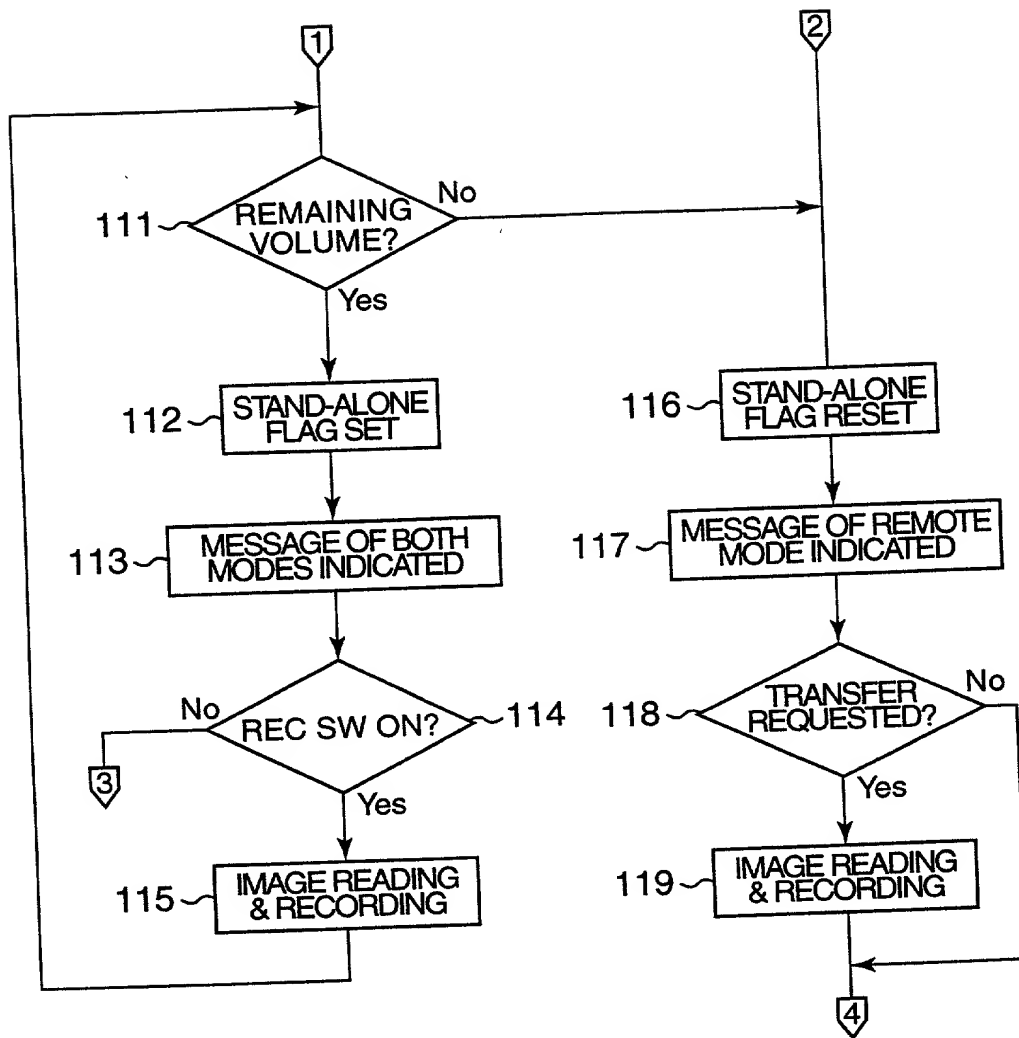 1
2
111
REMAINING
VOLUME?
No
Yes
112
STAND-ALONE
FLAG SET
116
STAND-ALONE
FLAG RESET
113
MESSAGE OF BOTH
MODES INDICATED
117
MESSAGE OF REMOTE
MODE INDICATED
No
REC SW ON?
114
3
Yes
118
TRANSFER
REQUESTED?
No
Yes
115
IMAGE READING
& RECORDING
119
IMAGE READING
& RECORDING
4